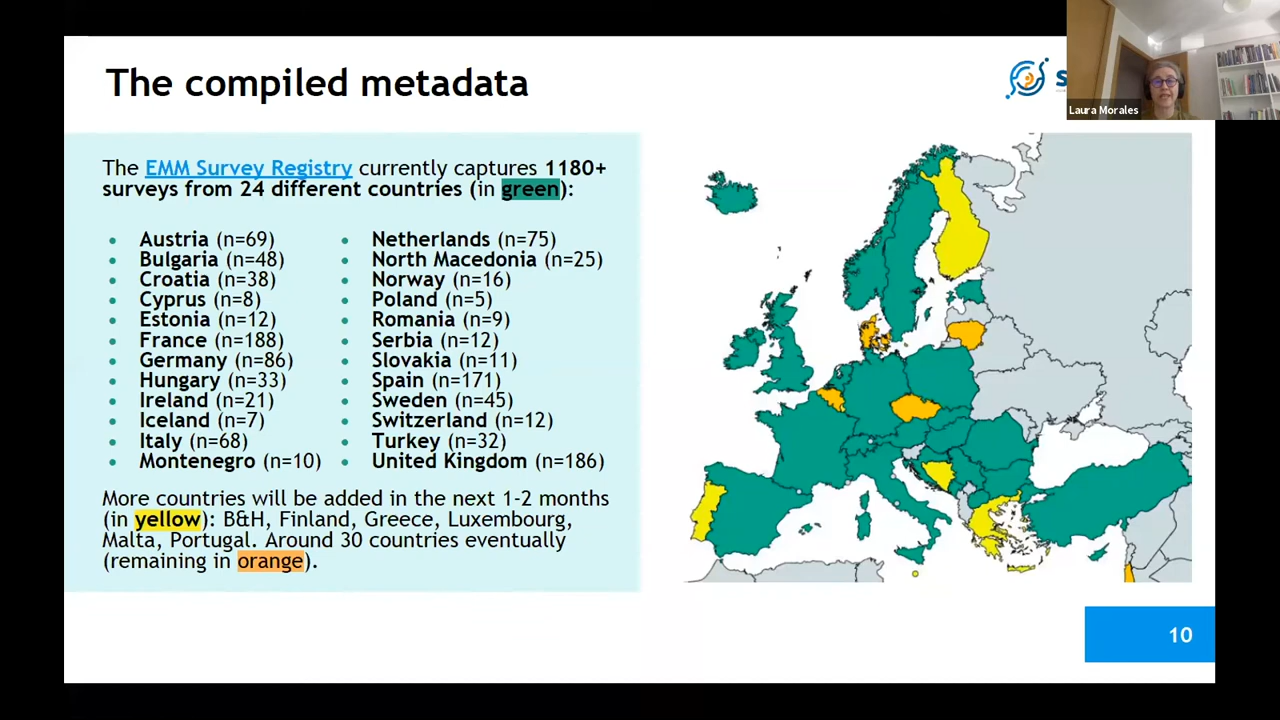 The compiled metadata
Laura Morales
The EMM Survey Registry currently captures 1180+
surveys from 24 different countries (in green):
• Austria (n=69)
• Bulgaria (n=48)
• Croatia (n=38)
• Cyprus (n=8)
• Estonia (n=12)
• France (n=188)
• Germany (n=86)
• Hungary (n=33)
• Ireland (n=21)
• Iceland (n=7)
• Italy (n=68)
• Montenegro (n=10)
• Netherlands (n=75)
• North Macedonia (n=25)
• Norway (n=16)
• Poland (n=5)
• Romania (n=9)
• Serbia (n=12)
• Slovakia (n=11)
• Spain (n=171)
• Sweden (n=45)
• Switzerland (n=12)
• Turkey (n=32)
• United Kingdom (n=186)
More countries will be added in the next 1-2 months
(in yellow): B&H, Finland, Greece, Luxembourg,
Malta, Portugal. Around 30 countries eventually
(remaining in orange).
10